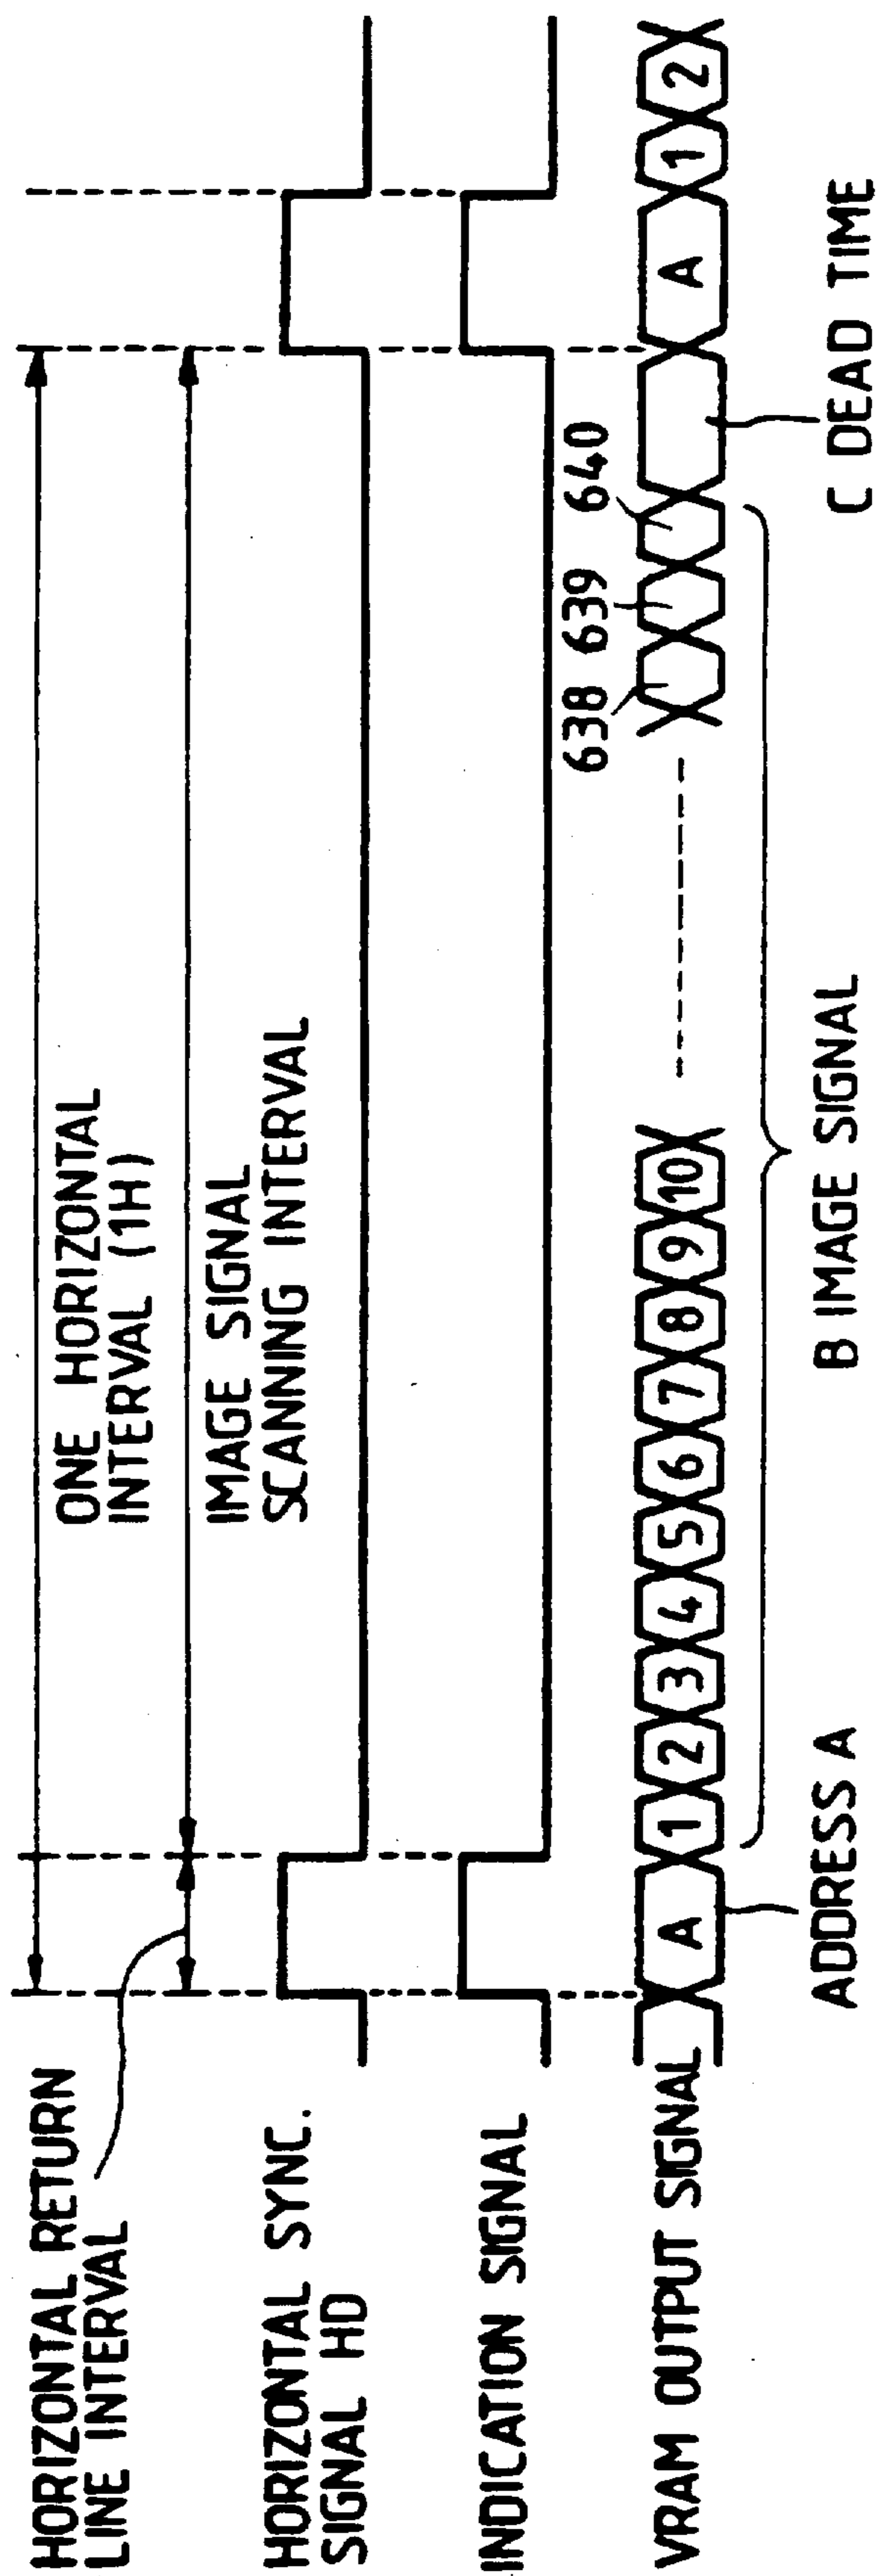 ONE HORIZONTAL
INTERVAL (1H)
HORIZONTAL RETURN
LINE INTERVAL
IMAGE SIGNAL
SCANNING INTERVAL
HORIZONTAL SYNC.
SIGNAL HD
INDICATION SIGNAL
638 639 640
VRAM OUTPUT SIGNAL
A 1 2 3 4 5 6 7 8 9 10 A 1 2
ADDRESS A
B IMAGE SIGNAL
C DEAD TIME